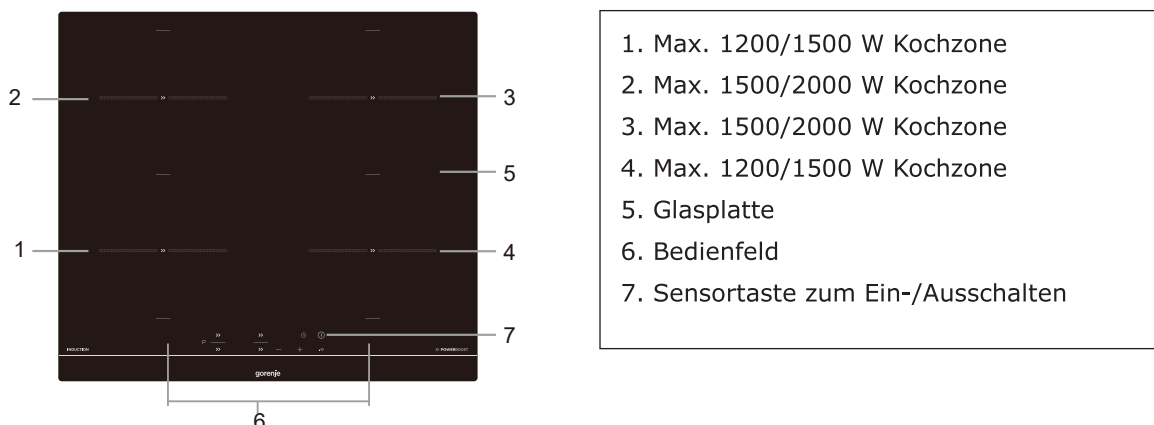 2
3
5
1
4
7
6
P
INDUCTION
POWERBOOST
gorenje
1. Max. 1200/1500 W Kochzone
2. Max. 1500/2000 W Kochzone
3. Max. 1500/2000 W Kochzone
4. Max. 1200/1500 W Kochzone
5. Glasplatte
6. Bedienfeld
7. Sensortaste zum Ein-/Ausschalten